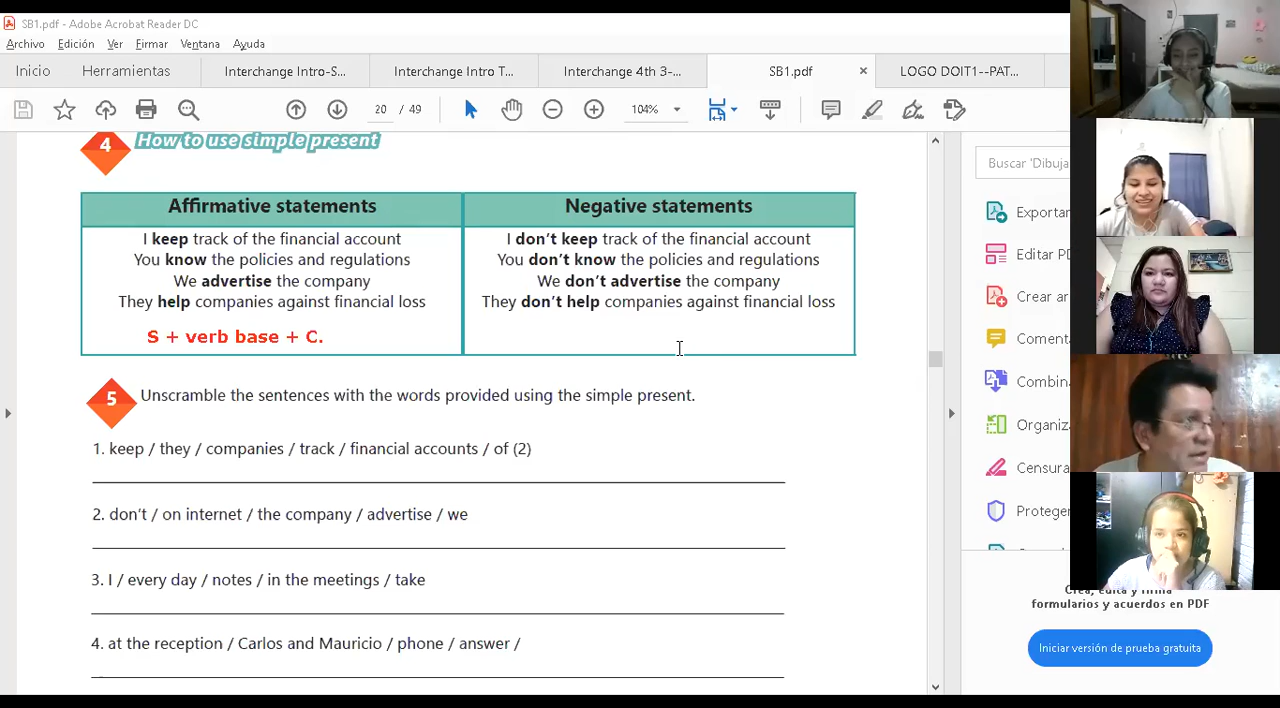 SB1.pdf - Adobe Acrobat Reader DC
Archivo Edición Ver Firmar Ventana Ayuda
Inicio Herramientas Interchange Intro-S... Interchange Intro T... Interchange 4th 3-... SB1.pdf LOGO DOIT1--PAT...
20 / 49 104%
4 How to use simple present
Affirmative statements Negative statements
I keep track of the financial account I don't keep track of the financial account
You know the policies and regulations You don't know the policies and regulations
We advertise the company We don't advertise the company
They help companies against financial loss They don't help companies against financial loss
S + verb base + C.
5 Unscramble the sentences with the words provided using the simple present.
1. keep / they / companies / track / financial accounts / of (2)
2. don't / on internet / the company / advertise / we
3. I / every day / notes / in the meetings / take
4. at the reception / Carlos and Mauricio / phone / answer /
Buscar 'Dibuja
Exportar
Editar PD
Crear ar
Comenta
Combina
Organiz
Censura
Proteger
Crea, edita y firma
formularios y acuerdos en PDF
Iniciar versión de prueba gratuita